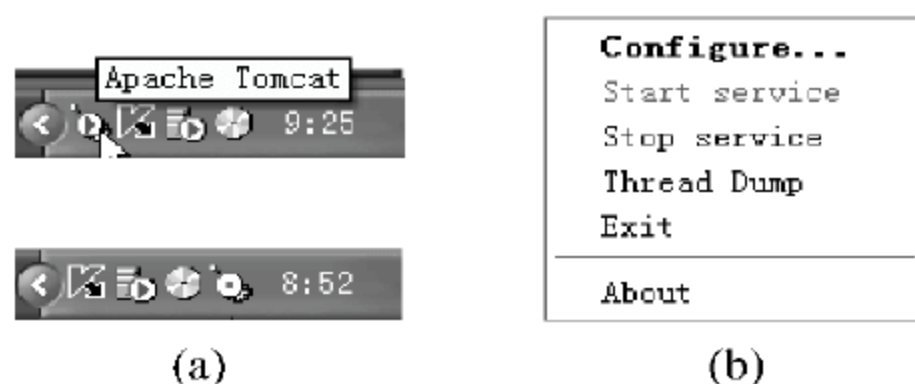 Apache Tomcat
9:25
8:52
(a)
Configure...
Start service
Stop service
Thread Dump
Exit
About
(b)